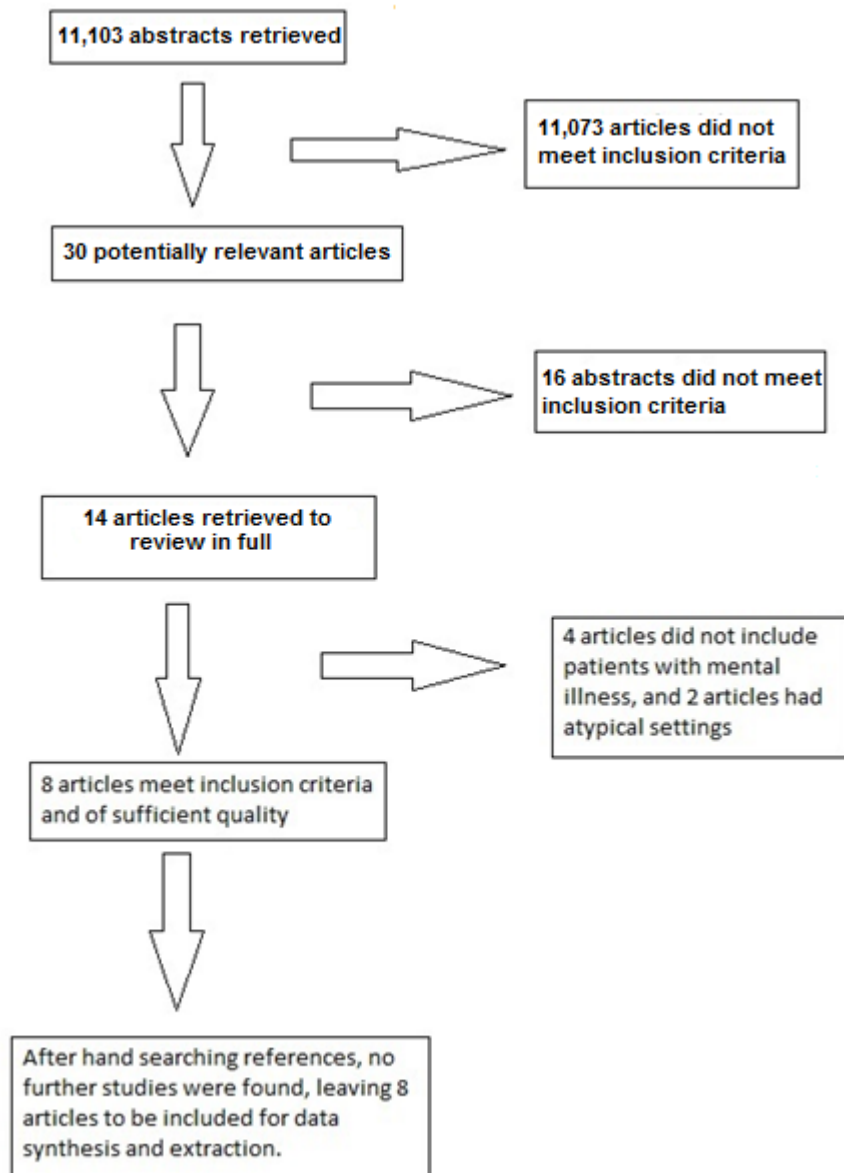 11,103 abstracts retrieved
11,073 articles did not
meet inclusion criteria
30 potentially relevant articles
16 abstracts did not meet
inclusion criteria
14 articles retrieved to
review in full
4 articles did not include
patients with mental
illness, and 2 articles had
atypical settings
8 articles meet inclusion criteria
and of sufficient quality
After hand searching references, no
further studies were found, leaving 8
articles to be included for data
synthesis and extraction.